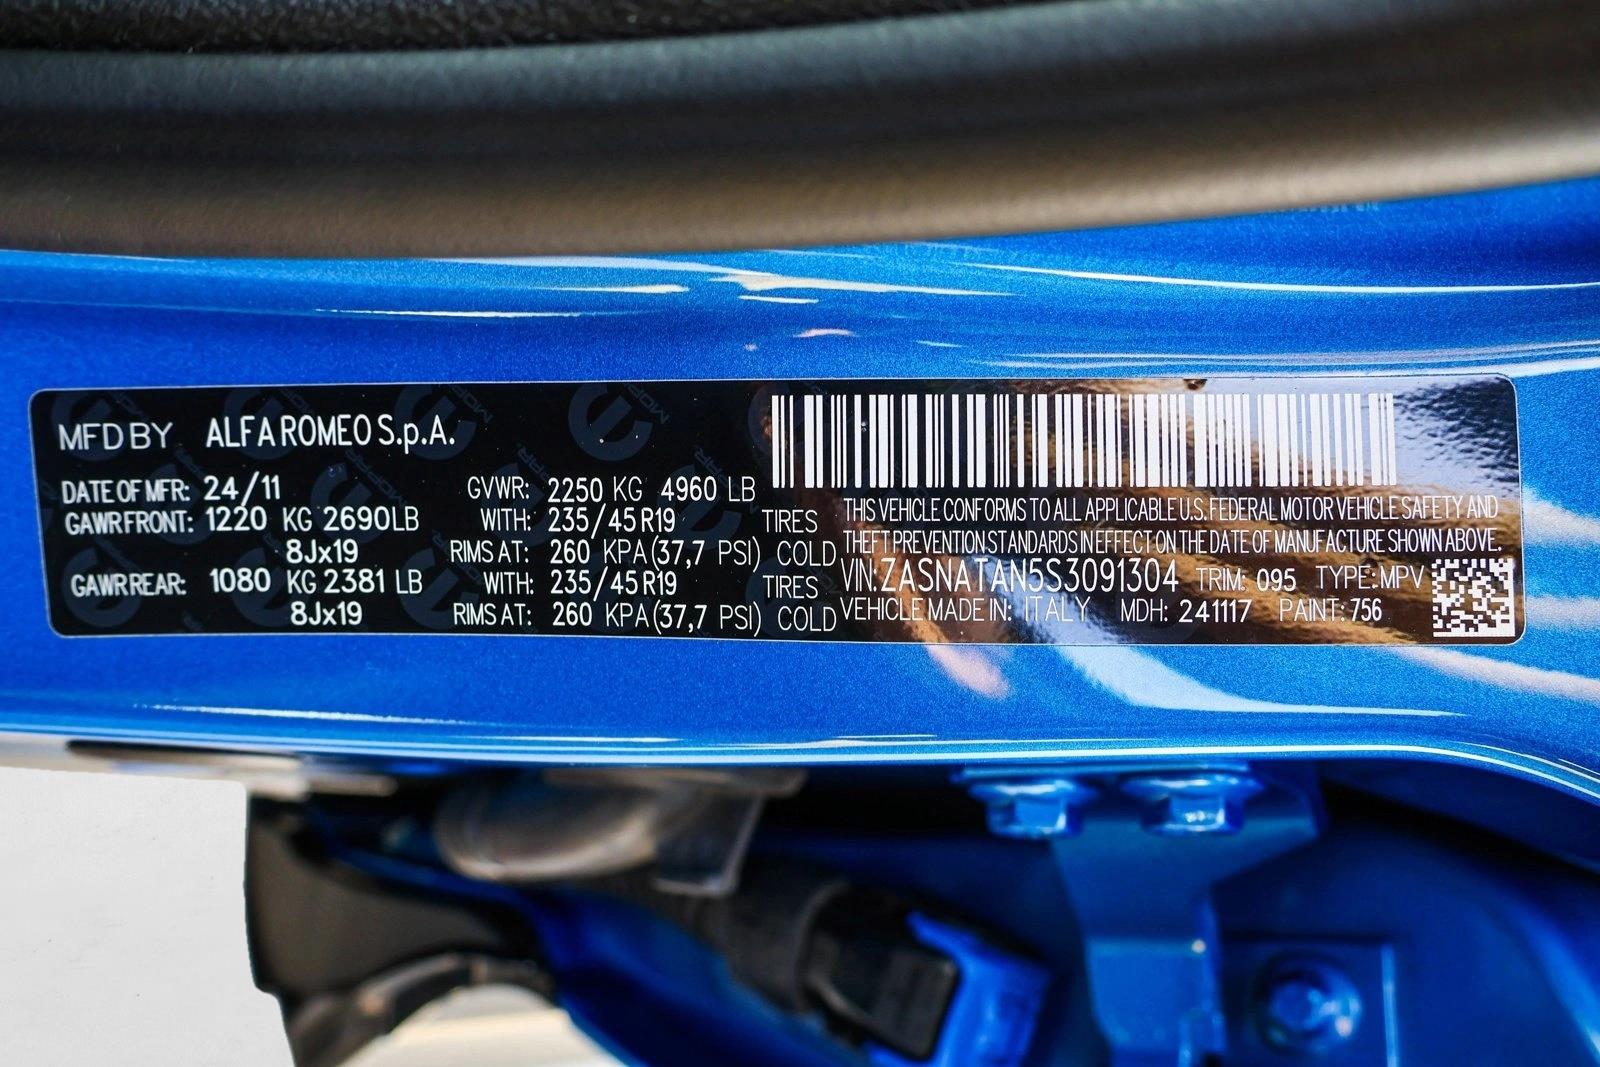 MFD BY ALFA ROMEO S.p.A.
DATE OF MFR: 24/11 GVWR: 2250 KG 4960 LB
GAWR FRONT: 1220 KG 2690 LB WITH: 235/45 R19 TIRES
8Jx19 RIMS AT: 260 KPA (37,7 PSI) COLD
GAWR REAR: 1080 KG 2381 LB WITH: 235/45 R19 TIRES
8Jx19 RIMS AT: 260 KPA (37,7 PSI) COLD
THIS VEHICLE CONFORMS TO ALL APPLICABLE U.S. FEDERAL MOTOR VEHICLE SAFETY AND
THEFT PREVENTION STANDARDS IN EFFECT ON THE DATE OF MANUFACTURE SHOWN ABOVE.
VIN: ZASNATAN5S3091304 TRIM: 095 TYPE: MPV
VEHICLE MADE IN: ITALY MDH: 241117 PAINT: 756